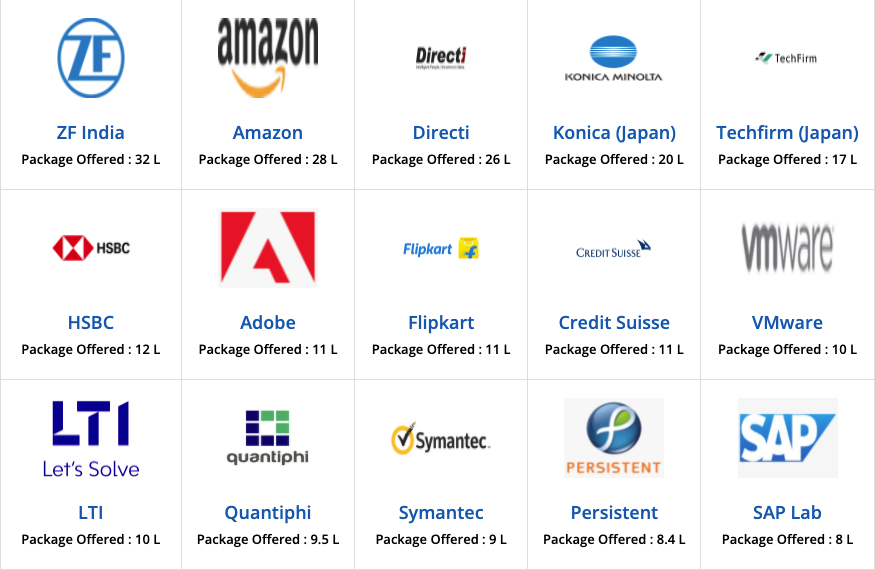 ZF
amazon
Directi
KONICA MINOLTA
TechFirm
ZF India
Amazon
Directi
Konica (Japan)
Techfirm (Japan)
Package Offered : 32 L
Package Offered : 28 L
Package Offered : 26 L
Package Offered : 20 L
Package Offered : 17 L
HSBC
Flipkart
CREDIT SUISSE
vmware
HSBC
Adobe
Flipkart
Credit Suisse
VMware
Package Offered : 12 L
Package Offered : 11 L
Package Offered : 11 L
Package Offered : 11 L
Package Offered : 10 L
LTI
Let's Solve
quantiphi
Symantec.
PERSISTENT
SAP
LTI
Quantiphi
Symantec
Persistent
SAP Lab
Package Offered : 10 L
Package Offered : 9.5 L
Package Offered : 9 L
Package Offered : 8.4 L
Package Offered : 8 L